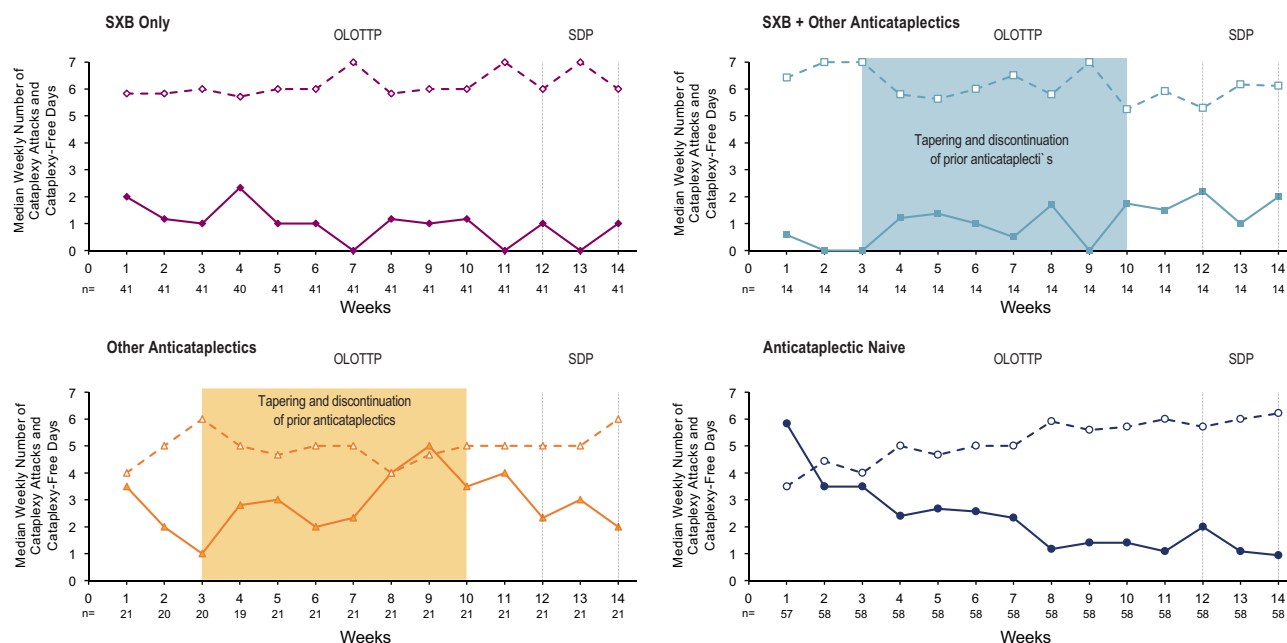 SXB Only
OLOTTP
SDP
Median Weekly Number of
Cataplexy Attacks and
Cataplexy-Free Days
7
6
5
4
3
2
1
0
0 1 2 3 4 5 6 7 8 9 10 11 12 13 14
n= 41 41 41 40 41 41 41 41 41 41 41 41 41 41
Weeks
SXB + Other Anticataplectics
OLOTTP
SDP
Median Weekly Number of
Cataplexy Attacks and
Cataplexy-Free Days
7
6
5
4
3
2
1
0
Tapering and discontinuation
of prior anticataplecti` s
0 1 2 3 4 5 6 7 8 9 10 11 12 13 14
n= 14 14 14 14 14 14 14 14 14 14 14 14 14 14
Weeks
Other Anticataplectics
OLOTTP
SDP
Median Weekly Number of
Cataplexy Attacks and
Cataplexy-Free Days
7
6
5
4
3
2
1
0
Tapering and discontinuation
of prior anticataplectics
0 1 2 3 4 5 6 7 8 9 10 11 12 13 14
n= 21 20 20 19 21 21 21 21 21 21 21 21 21 21
Weeks
Anticataplectic Naive
OLOTTP
SDP
Median Weekly Number of
Cataplexy Attacks and
Cataplexy-Free Days
7
6
5
4
3
2
1
0
0 1 2 3 4 5 6 7 8 9 10 11 12 13 14
n= 57 58 58 58 58 58 58 58 58 58 58 58 58 58
Weeks